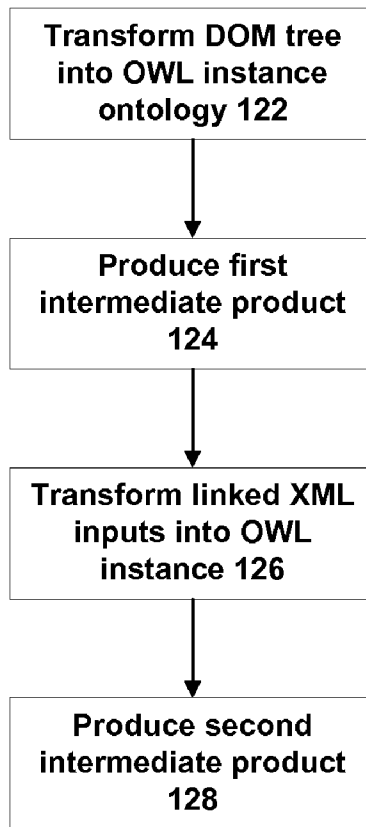 Transform DOM tree
into OWL instance
ontology 122
Produce first
intermediate product
124
Transform linked XML
inputs into OWL
instance 126
Produce second
intermediate product
128